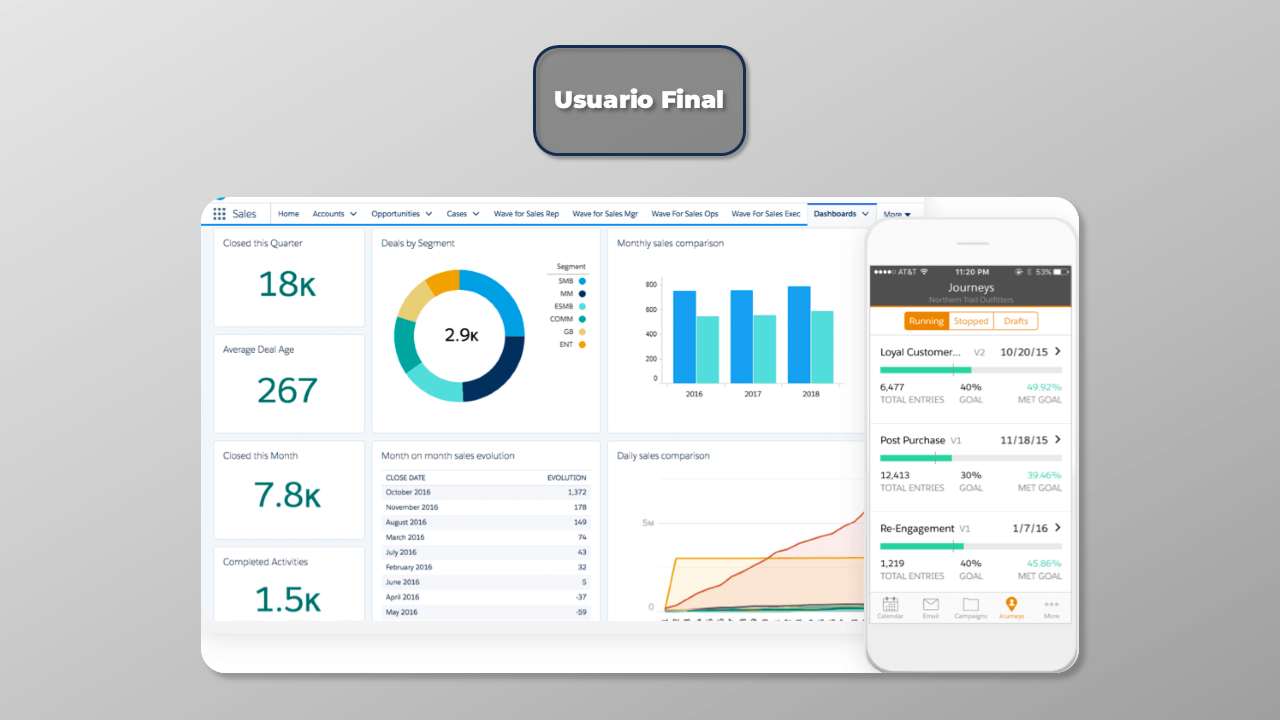 Usuario Final
Sales
Home
Accounts
Opportunities
Cases
Wave for Sales Rep
Wave for Sales Mgr
Wave For Sales Ops
Wave For Sales Exec
Dashboards
More
Closed this Quarter
18K
Average Deal Age
267
Closed this Month
7.8K
Completed Activities
1.5K
Deals by Segment
2.9K
Segment
SMB
MM
ESMB
COMM
GB
ENT
Monthly sales comparison
800
600
400
200
0
2016 2017 2018
Month on month sales evolution
CLOSE DATE EVOLUTION
October 2016 1,372
November 2016 178
August 2016 149
March 2016 74
July 2016 43
February 2016 32
June 2016 5
April 2016 -37
May 2016 -59
Daily sales comparison
5M
0
AT&T 11:20 PM 53%
Journeys
Northern Trail Outfitters
Running Stopped Drafts
Loyal Customer... V2 10/20/15
6,477 40% 49.92%
TOTAL ENTRIES GOAL MET GOAL
Post Purchase V1 11/18/15
12,413 30% 39.46%
TOTAL ENTRIES GOAL MET GOAL
Re-Engagement V1 1/7/16
1,219 40% 45.86%
TOTAL ENTRIES GOAL MET GOAL
Calendar Email Campaigns Journeys More